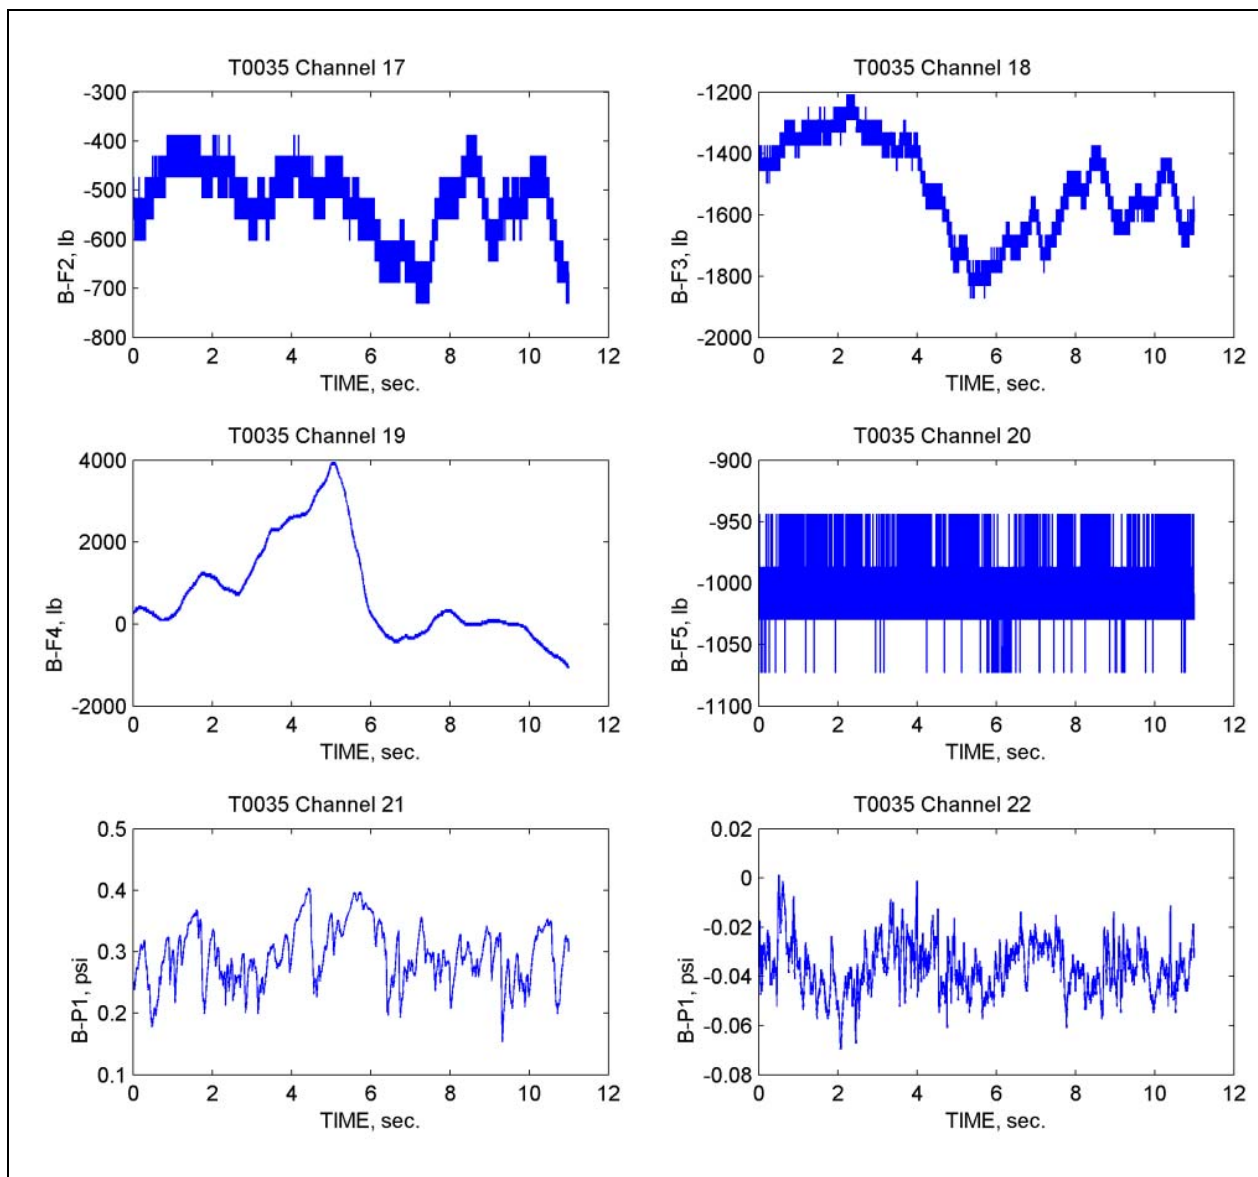 T0035 Channel 17
-300
-400
-500
-600
-700
-800
B-F2, lb
0 2 4 6 8 10 12
TIME, sec.
T0035 Channel 18
-1200
-1400
-1600
-1800
-2000
B-F3, lb
0 2 4 6 8 10 12
TIME, sec.
T0035 Channel 19
4000
2000
0
-2000
B-F4, lb
0 2 4 6 8 10 12
TIME, sec.
T0035 Channel 20
-900
-950
-1000
-1050
-1100
B-F5, lb
0 2 4 6 8 10 12
TIME, sec.
T0035 Channel 21
0.5
0.4
0.3
0.2
0.1
B-P1, psi
0 2 4 6 8 10 12
TIME, sec.
T0035 Channel 22
0.02
0
-0.02
-0.04
-0.06
-0.08
B-P1, psi
0 2 4 6 8 10 12
TIME, sec.